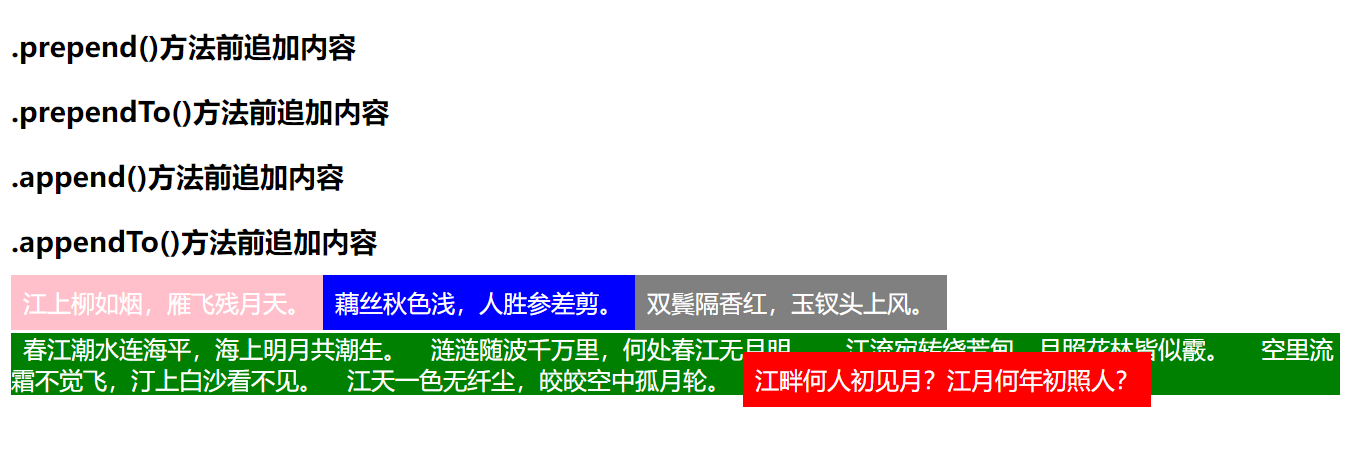 .prepend()方法前追加内容
.prependTo()方法前追加内容
.append()方法前追加内容
.appendTo()方法前追加内容
江上柳如烟，雁飞残月天。 藕丝秋色浅，人胜参差剪。 双鬓隔香红，玉钗头上风。
春江潮水连海平，海上明月共潮生。 涟涟随波千万里，何处春江无月明 江流宛转绕芳甸，月照花林皆似霰。 空里流
霜不觉飞，汀上白沙看不见。 江天一色无纤尘，皎皎空中孤月轮。 江畔何人初见月？江月何年初照人？